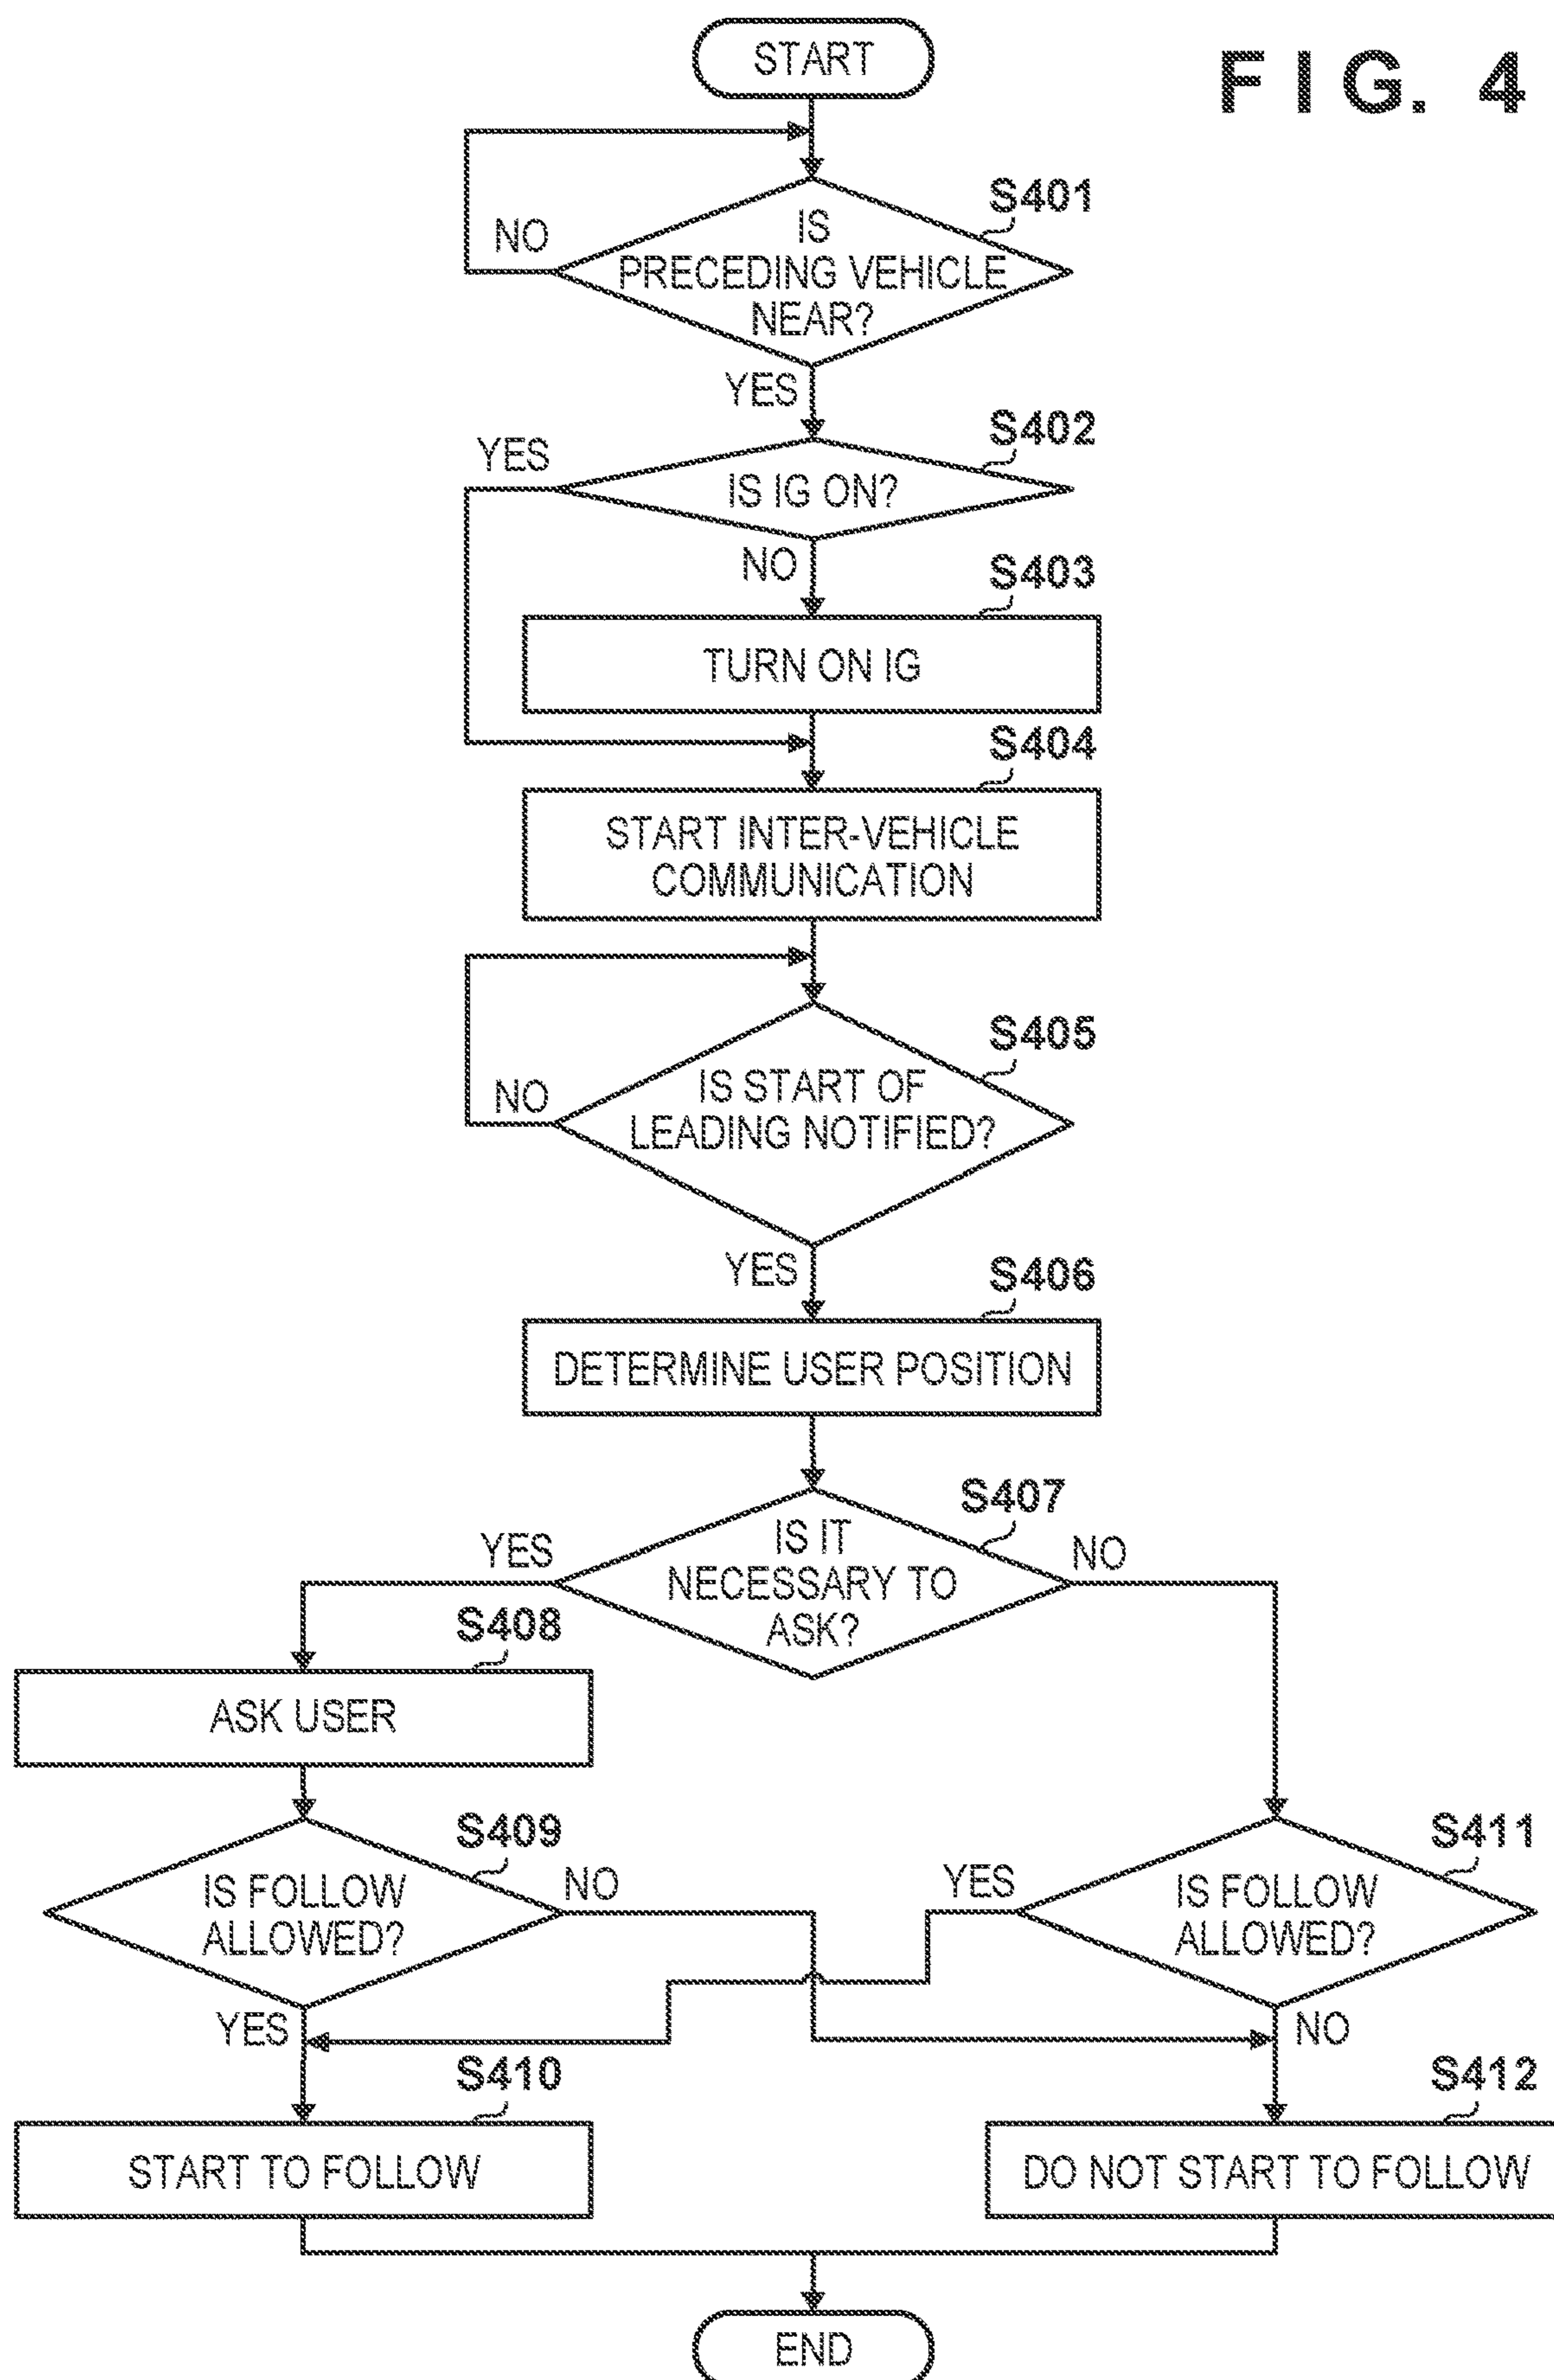 START
FIG. 4
S401
NO
IS
PRECEDING VEHICLE
NEAR?
YES
S402
YES
IS IG ON?
NO
S403
TURN ON IG
S404
START INTER-VEHICLE
COMMUNICATION
S405
NO
IS START OF
LEADING NOTIFIED?
YES
S406
DETERMINE USER POSITION
S407
YES
IS IT
NECESSARY TO
ASK?
NO
S408
ASK USER
S409
IS FOLLOW
ALLOWED?
NO
YES
S411
YES
IS FOLLOW
ALLOWED?
NO
S410
START TO FOLLOW
S412
DO NOT START TO FOLLOW
END